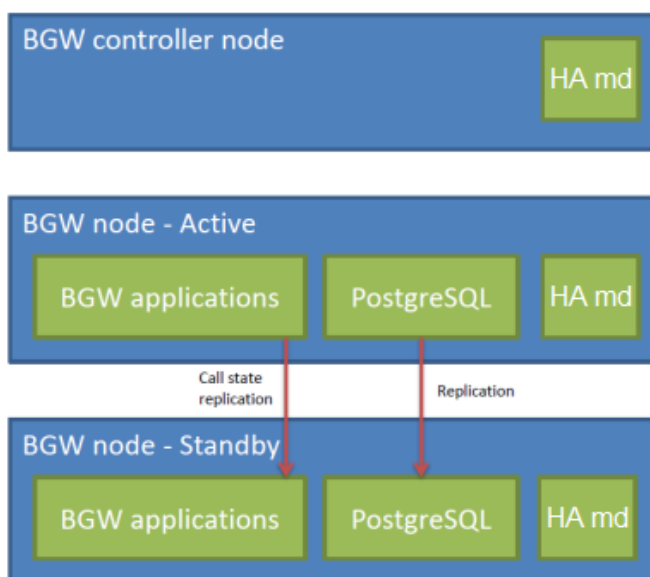 BGW controller node
HA md
BGW node - Active
BGW applications
PostgreSQL
HA md
Call state
replication
Replication
BGW node - Standby
BGW applications
PostgreSQL
HA md